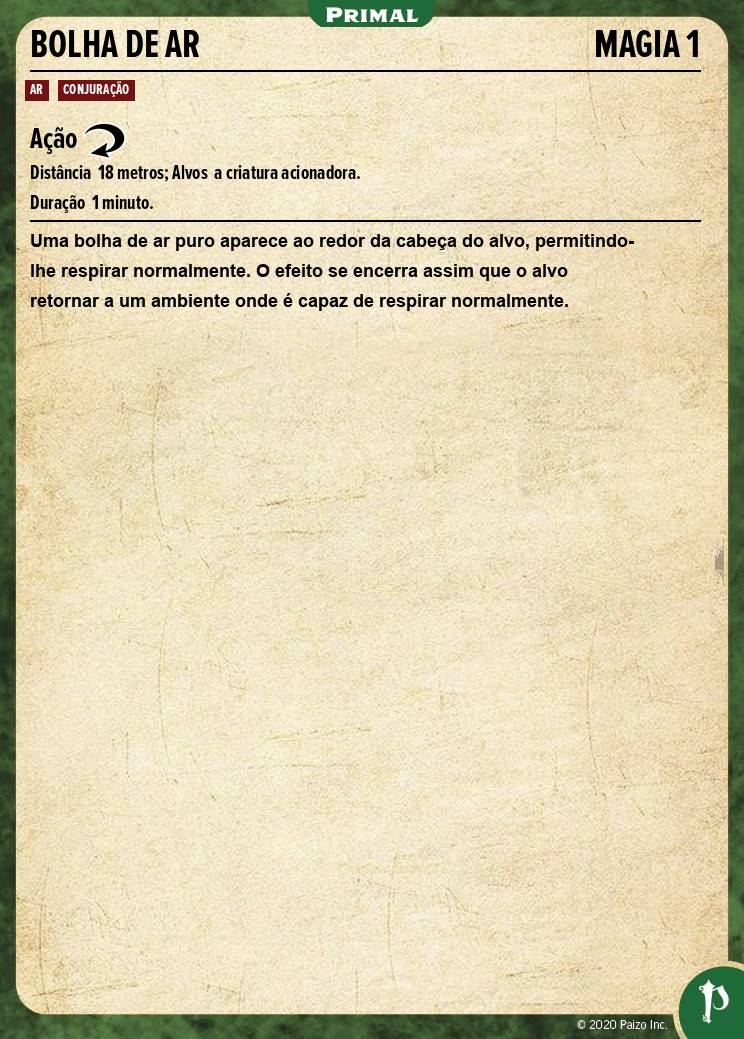 PRIMAL
BOLHA DE AR MAGIA 1
AR CONJURAÇÃO
Ação
Distância 18 metros; Alvos a criatura acionadora.
Duração 1 minuto.
Uma bolha de ar puro aparece ao redor da cabeça do alvo, permitindo-
lhe respirar normalmente. O efeito se encerra assim que o alvo
retornar a um ambiente onde é capaz de respirar normalmente.
© 2020 Paizo Inc.
P